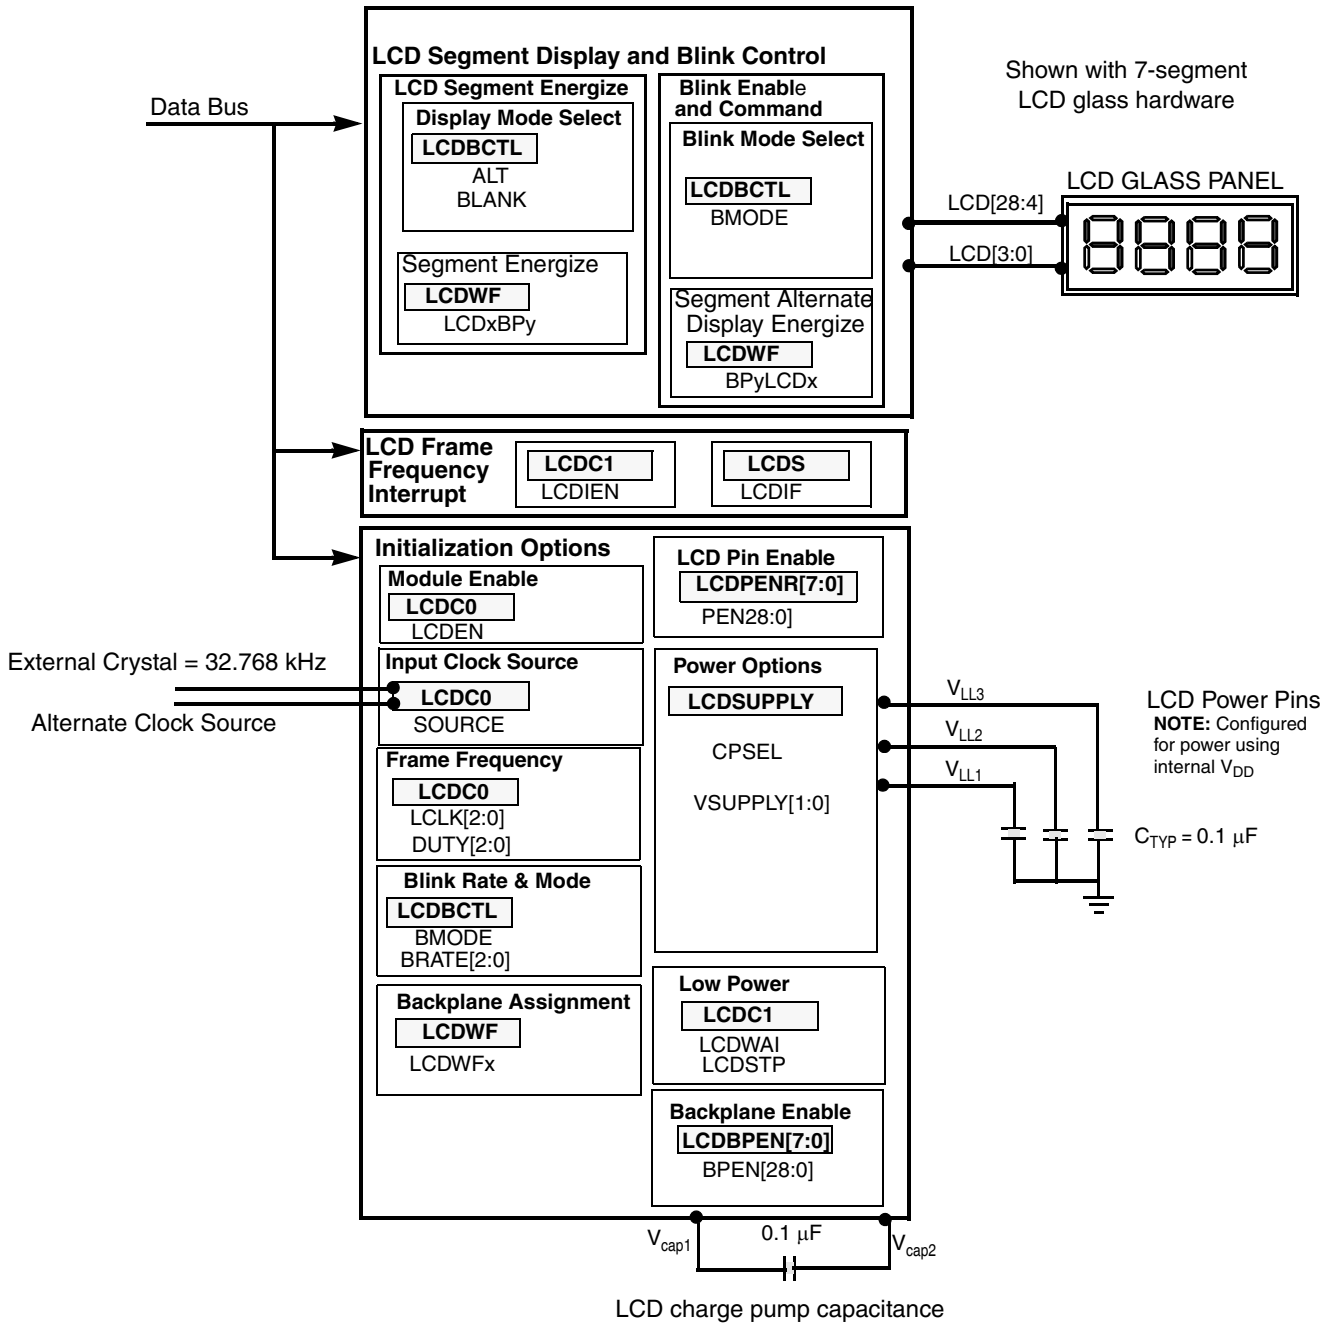 LCD Segment Display and Blink Control
LCD Segment Energize
Display Mode Select
LCDBCTL
ALT
BLANK
Segment Energize
LCDWF
LCDxBPy
Blink Enable
and Command
Blink Mode Select
LCDBCTL
BMODE
Segment Alternate
Display Energize
LCDWF
BPyLCDx
Data Bus
Shown with 7-segment
LCD glass hardware
LCD GLASS PANEL
LCD[28:4]
LCD[3:0]
LCD Frame
Frequency
Interrupt
LCDC1
LCDIEN
LCDS
LCDIF
Initialization Options
Module Enable
LCDC0
LCDEN
External Crystal = 32.768 kHz
Alternate Clock Source
Input Clock Source
LCDC0
SOURCE
Frame Frequency
LCDC0
LCLK[2:0]
DUTY[2:0]
Blink Rate & Mode
LCDBCTL
BMODE
BRATE[2:0]
Backplane Assignment
LCDWF
LCDWFx
LCD Pin Enable
LCDPENR[7:0]
PEN28:0]
Power Options
LCDSUPPLY
CPSEL
VSUPPLY[1:0]
VLL3
VLL2
VLL1
LCD Power Pins
NOTE: Configured
for power using
internal VDD
CTYP = 0.1 μF
Low Power
LCDC1
LCDWAI
LCDSTP
Backplane Enable
LCDBPEN[7:0]
BPEN[28:0]
Vcap1
0.1 μF
Vcap2
LCD charge pump capacitance